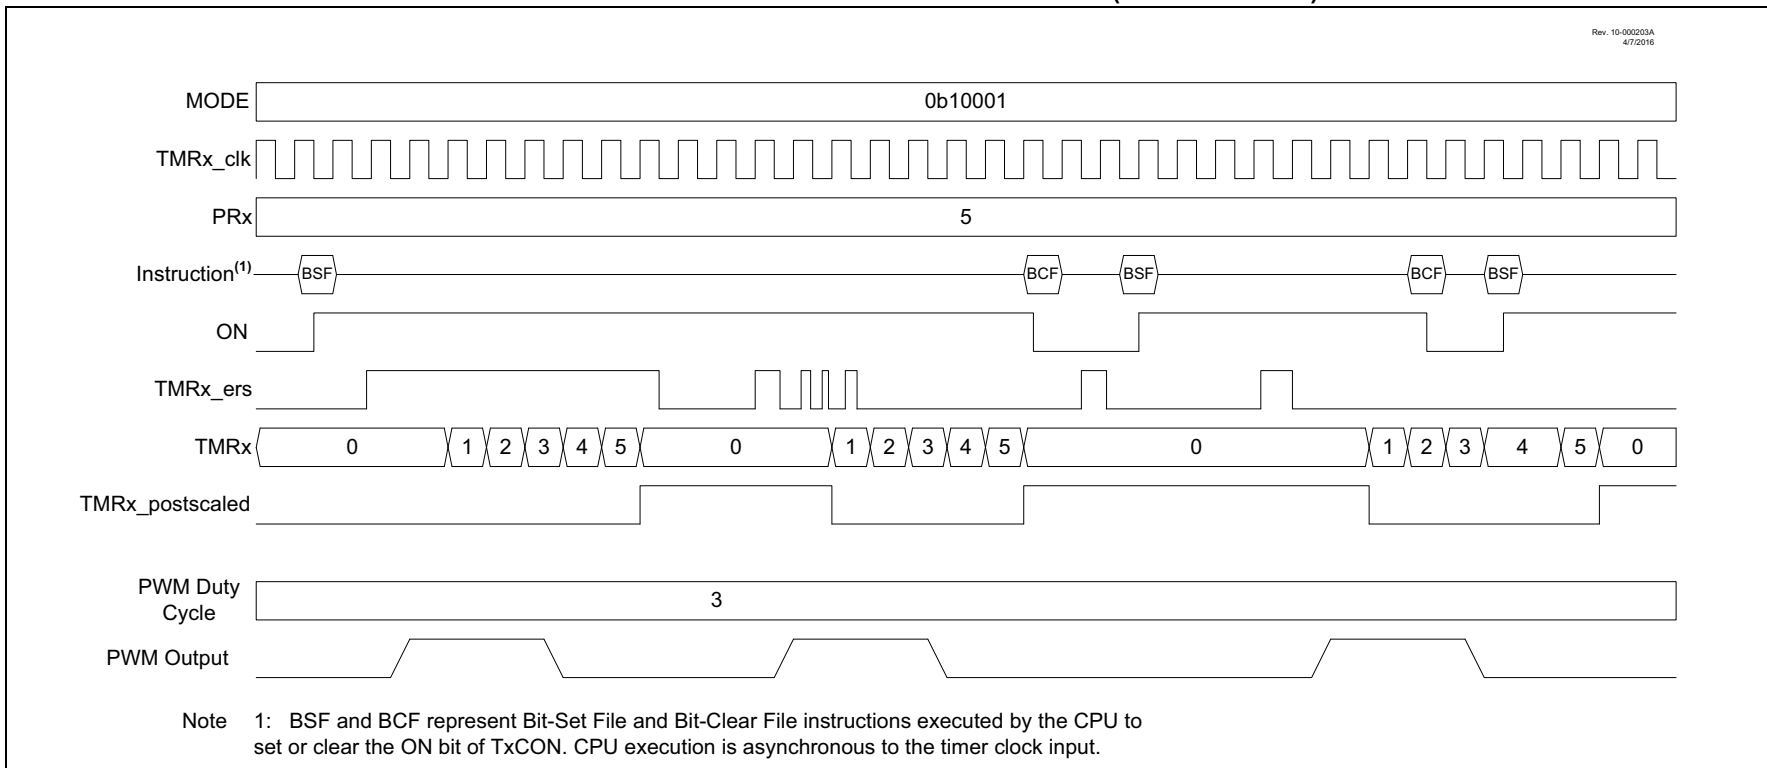 Rev. 10-000203A
4/7/2016
MODE 0b10001
TMRx_clk
PRx 5
Instruction(1) BSF BCF BSF BCF BSF
ON
TMRx_ers
TMRx 0 1 2 3 4 5 0 1 2 3 4 5 0 1 2 3 4 5 0
TMRx_postscaled
PWM Duty
Cycle 3
PWM Output
Note 1: BSF and BCF represent Bit-Set File and Bit-Clear File instructions executed by the CPU to
set or clear the ON bit of TxCON. CPU execution is asynchronous to the timer clock input.